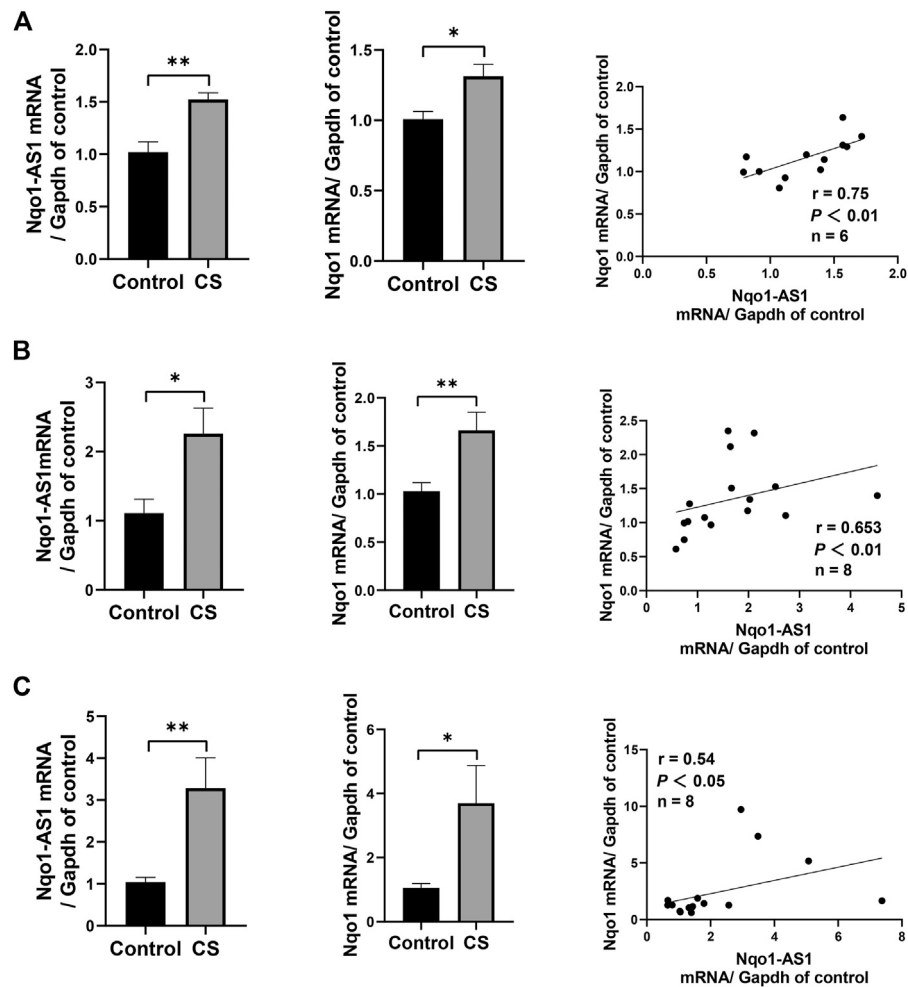 A
Nqo1-AS1 mRNA
/ Gapdh of control
2.0
1.5
1.0
0.5
0.0
**
Control CS
Nqo1 mRNA/ Gapdh of control
1.5
1.0
0.5
0.0
*
Control CS
Nqo1 mRNA/ Gapdh of control
2.0
1.5
1.0
0.5
0.0
r = 0.75
P < 0.01
n = 6
0.0 0.5 1.0 1.5 2.0
Nqo1-AS1
mRNA/ Gapdh of control
B
Nqo1-AS1mRNA
/ Gapdh of control
3
2
1
0
*
Control CS
Nqo1 mRNA/ Gapdh of control
2.0
1.5
1.0
0.5
0.0
**
Control CS
Nqo1 mRNA/ Gapdh of control
2.5
2.0
1.5
1.0
0.5
0.0
r = 0.653
P < 0.01
n = 8
0 1 2 3 4 5
Nqo1-AS1
mRNA/ Gapdh of control
C
Nqo1-AS1 mRNA
/ Gapdh of control
5
4
3
2
1
0
**
Control CS
Nqo1 mRNA/ Gapdh of control
6
4
2
0
*
Control CS
Nqo1 mRNA/ Gapdh of control
15
10
5
0
r = 0.54
P < 0.05
n = 8
0 2 4 6 8
Nqo1-AS1
mRNA/ Gapdh of control